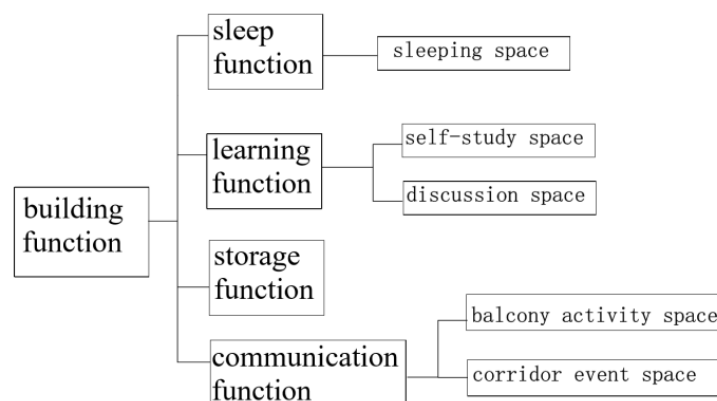 building
function
sleep
function
sleeping space
learning
function
self-study space
discussion space
storage
function
communication
function
balcony activity space
corridor event space